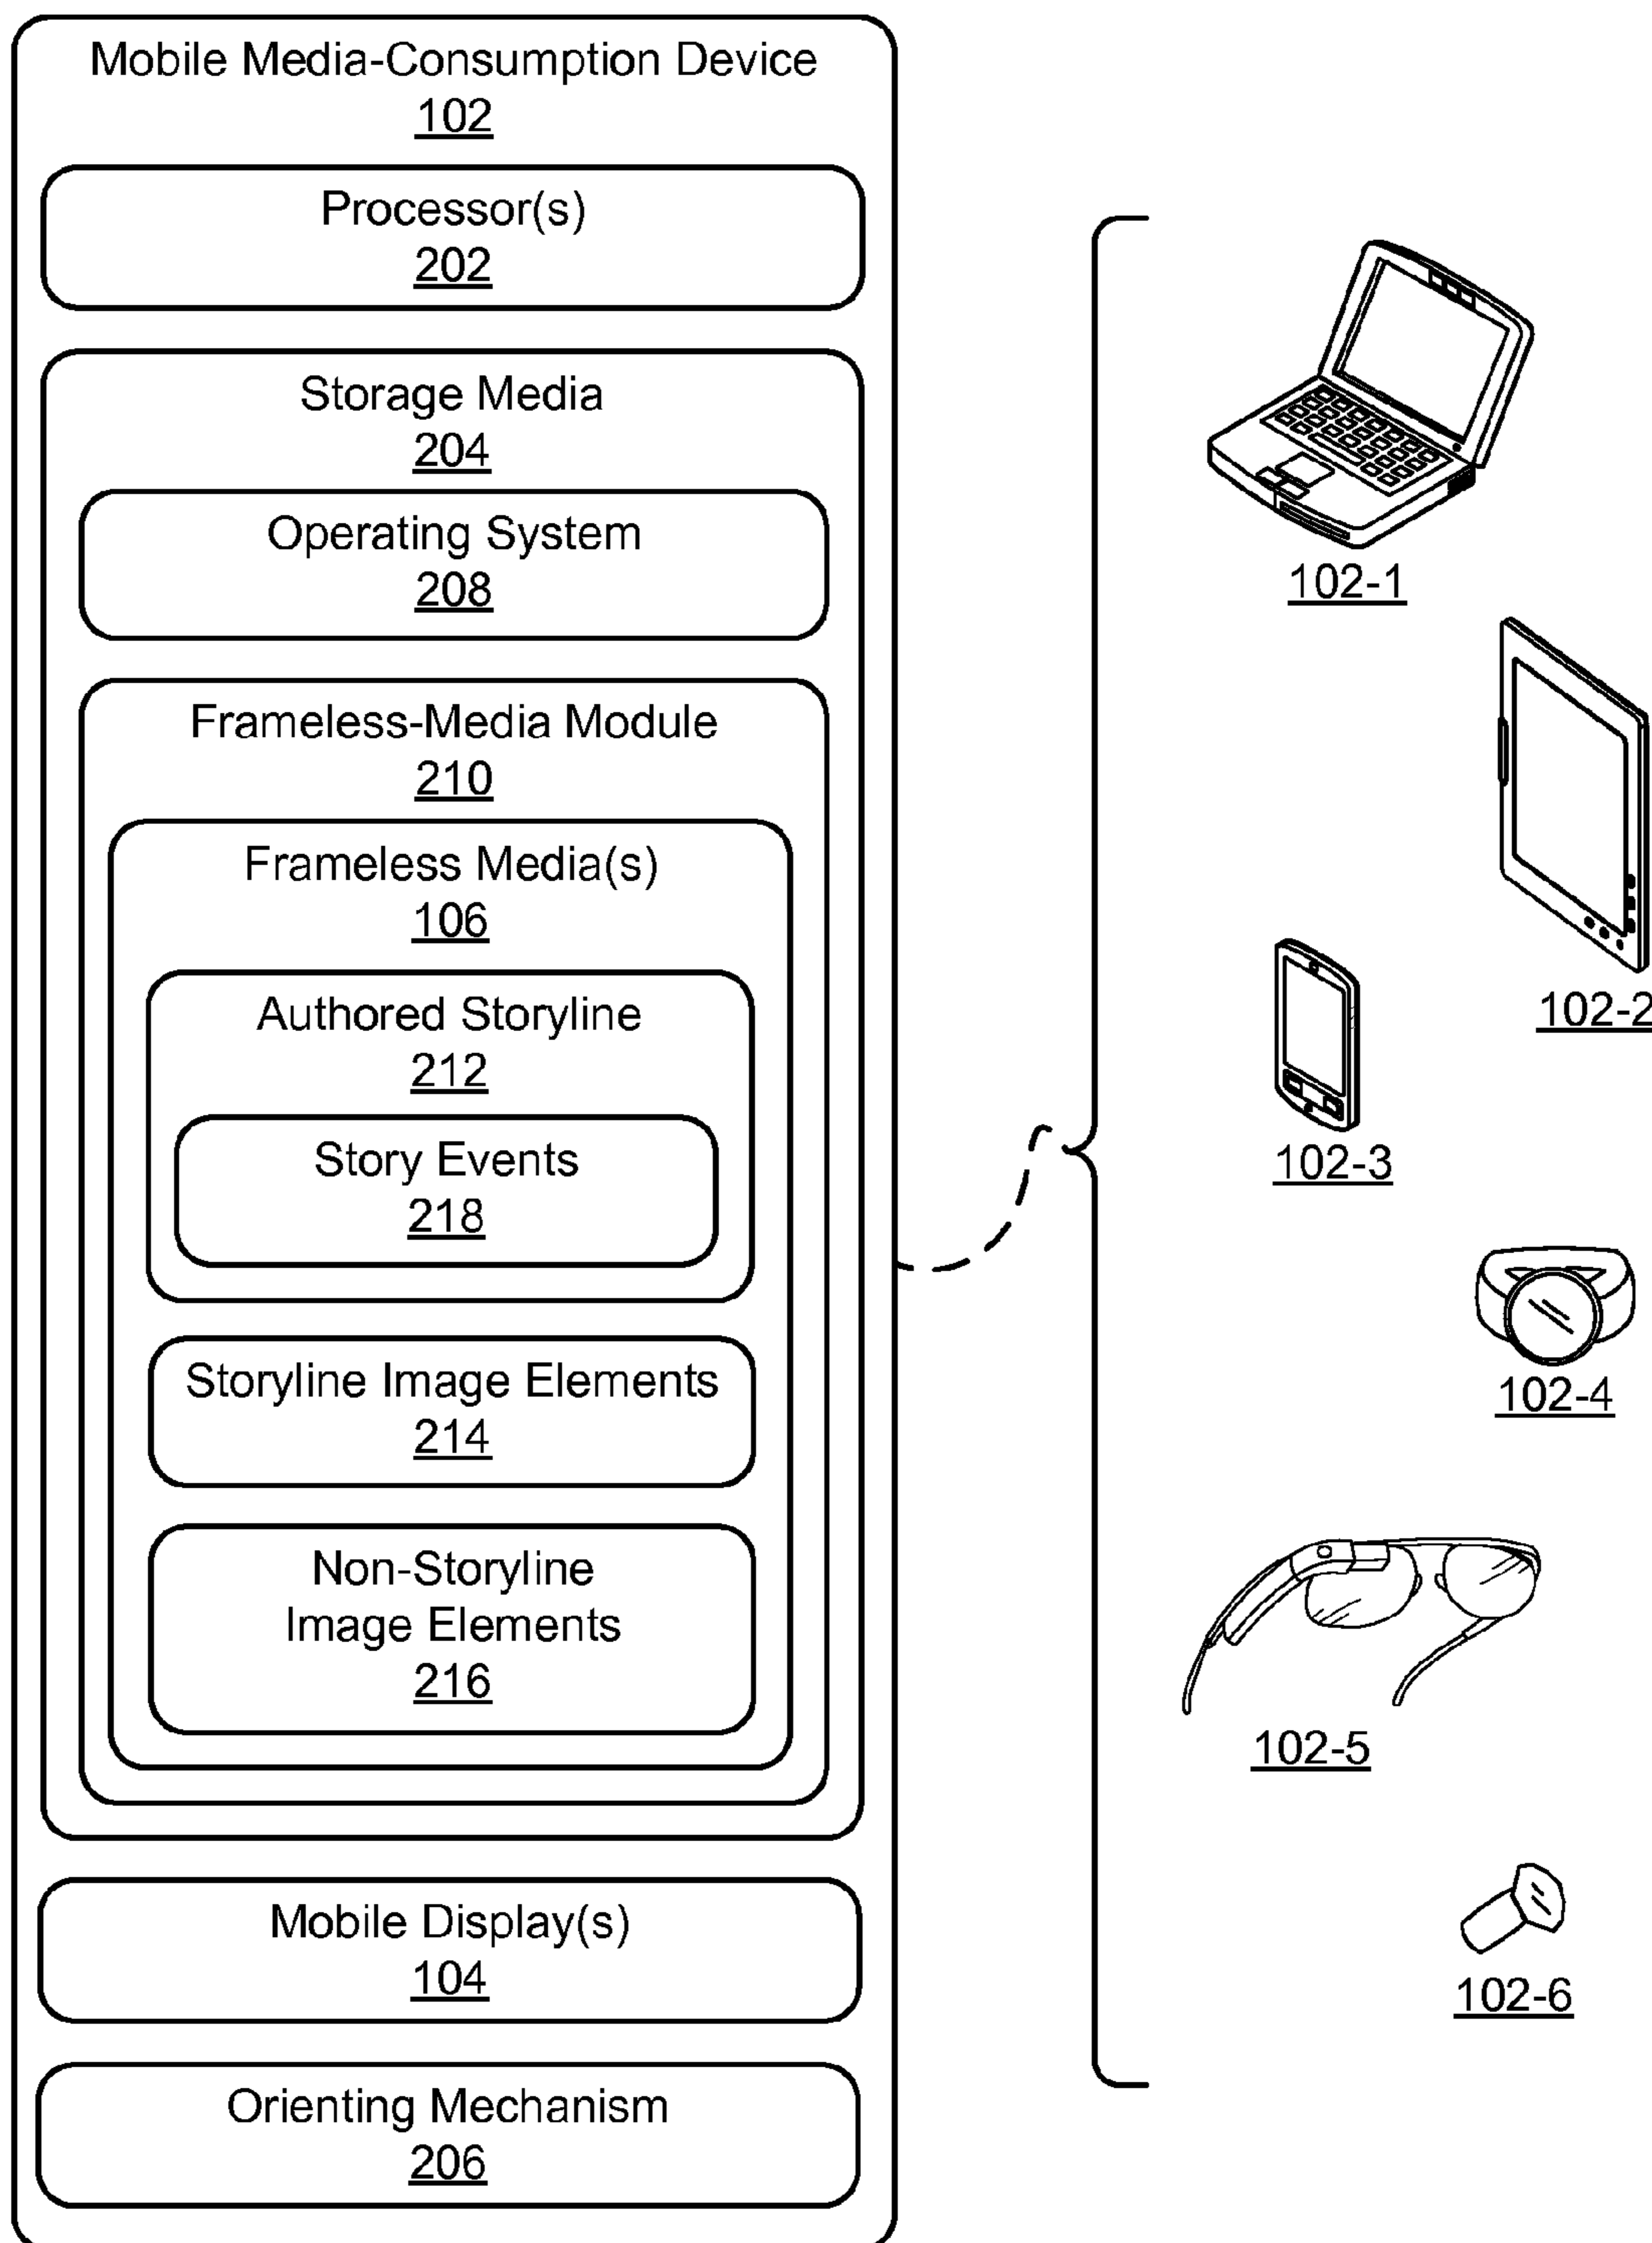 Mobile Media-Consumption Device
102
Processor(s)
202
Storage Media
204
Operating System
208
Frameless-Media Module
210
Frameless Media(s)
106
Authored Storyline
212
Story Events
218
Storyline Image Elements
214
Non-Storyline
Image Elements
216
Mobile Display(s)
104
Orienting Mechanism
206
102-1
102-2
102-3
102-4
102-5
102-6